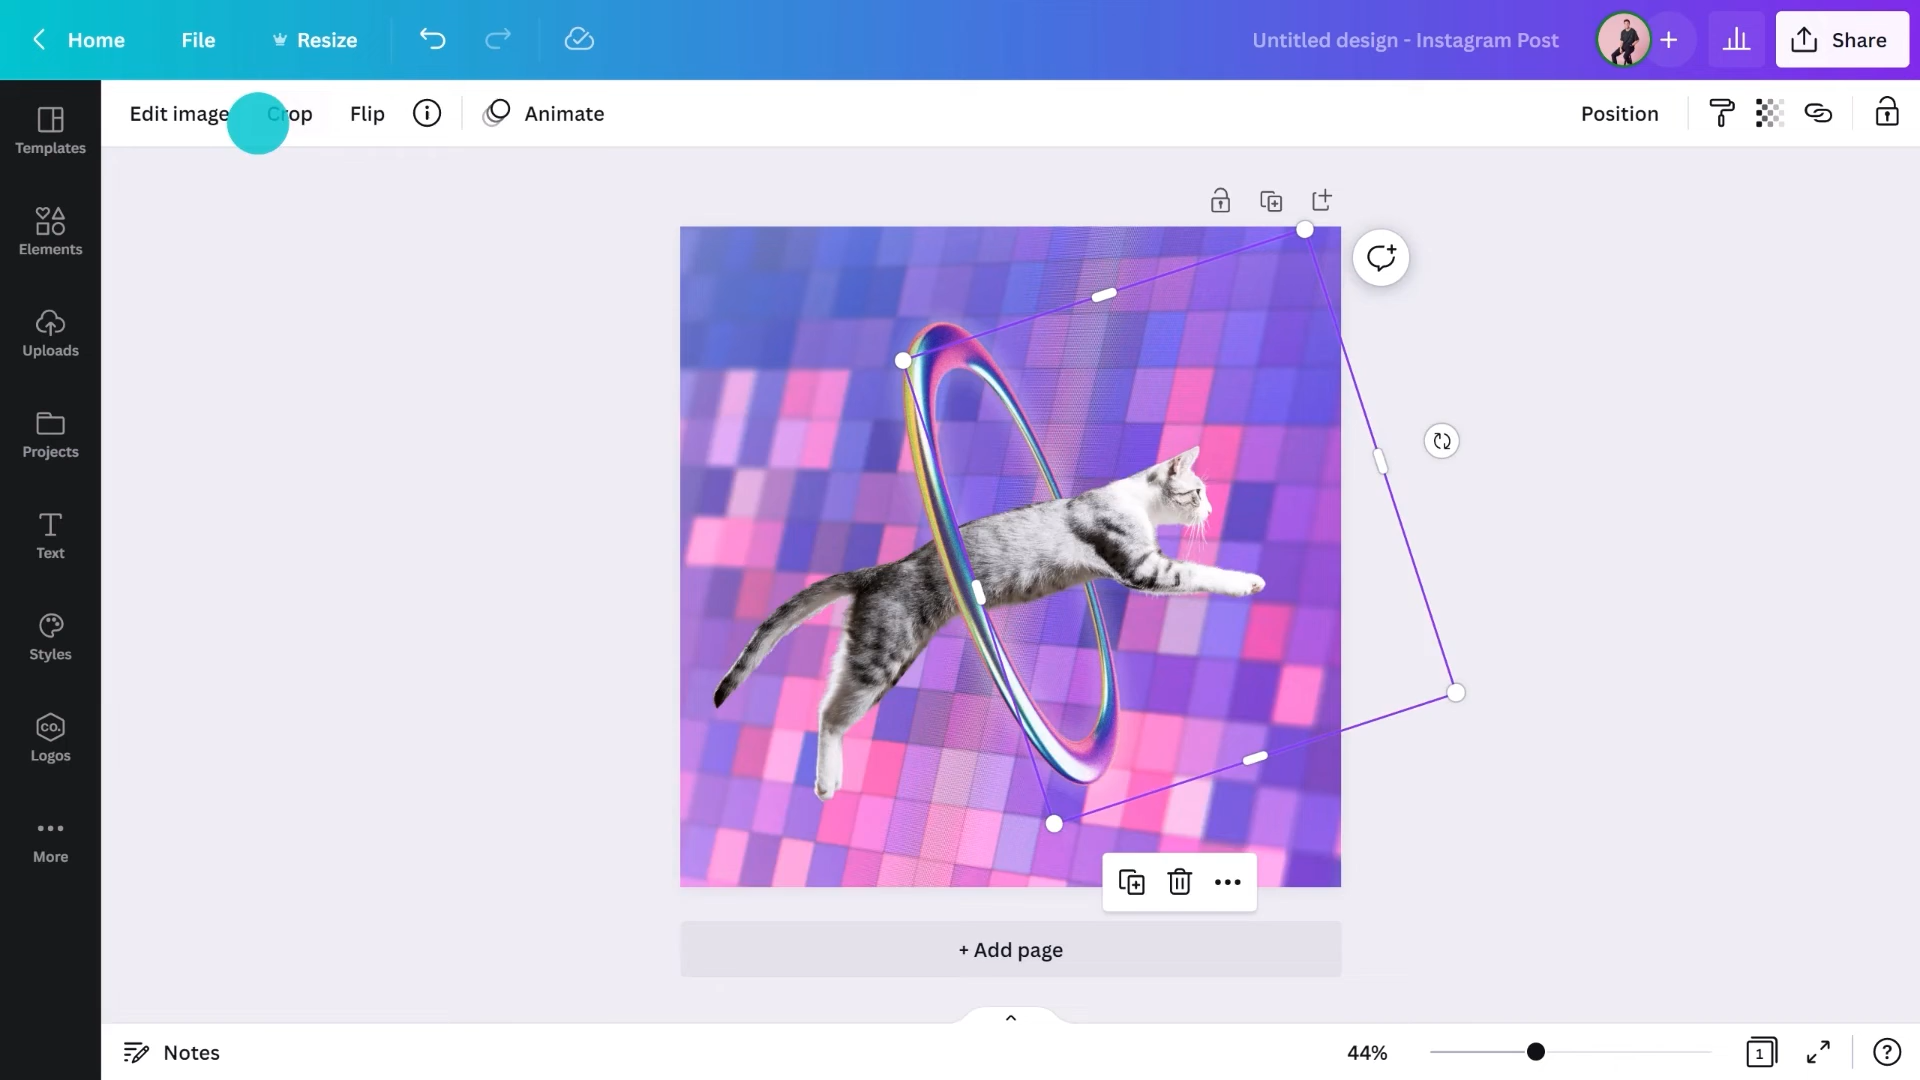 Home
File
Resize
Untitled design - Instagram Post
Share
Edit image
Crop
Flip
Animate
Position
Templates
Elements
Uploads
Projects
Text
Styles
CO.
Logos
More
+ Add page
Notes
44%
1